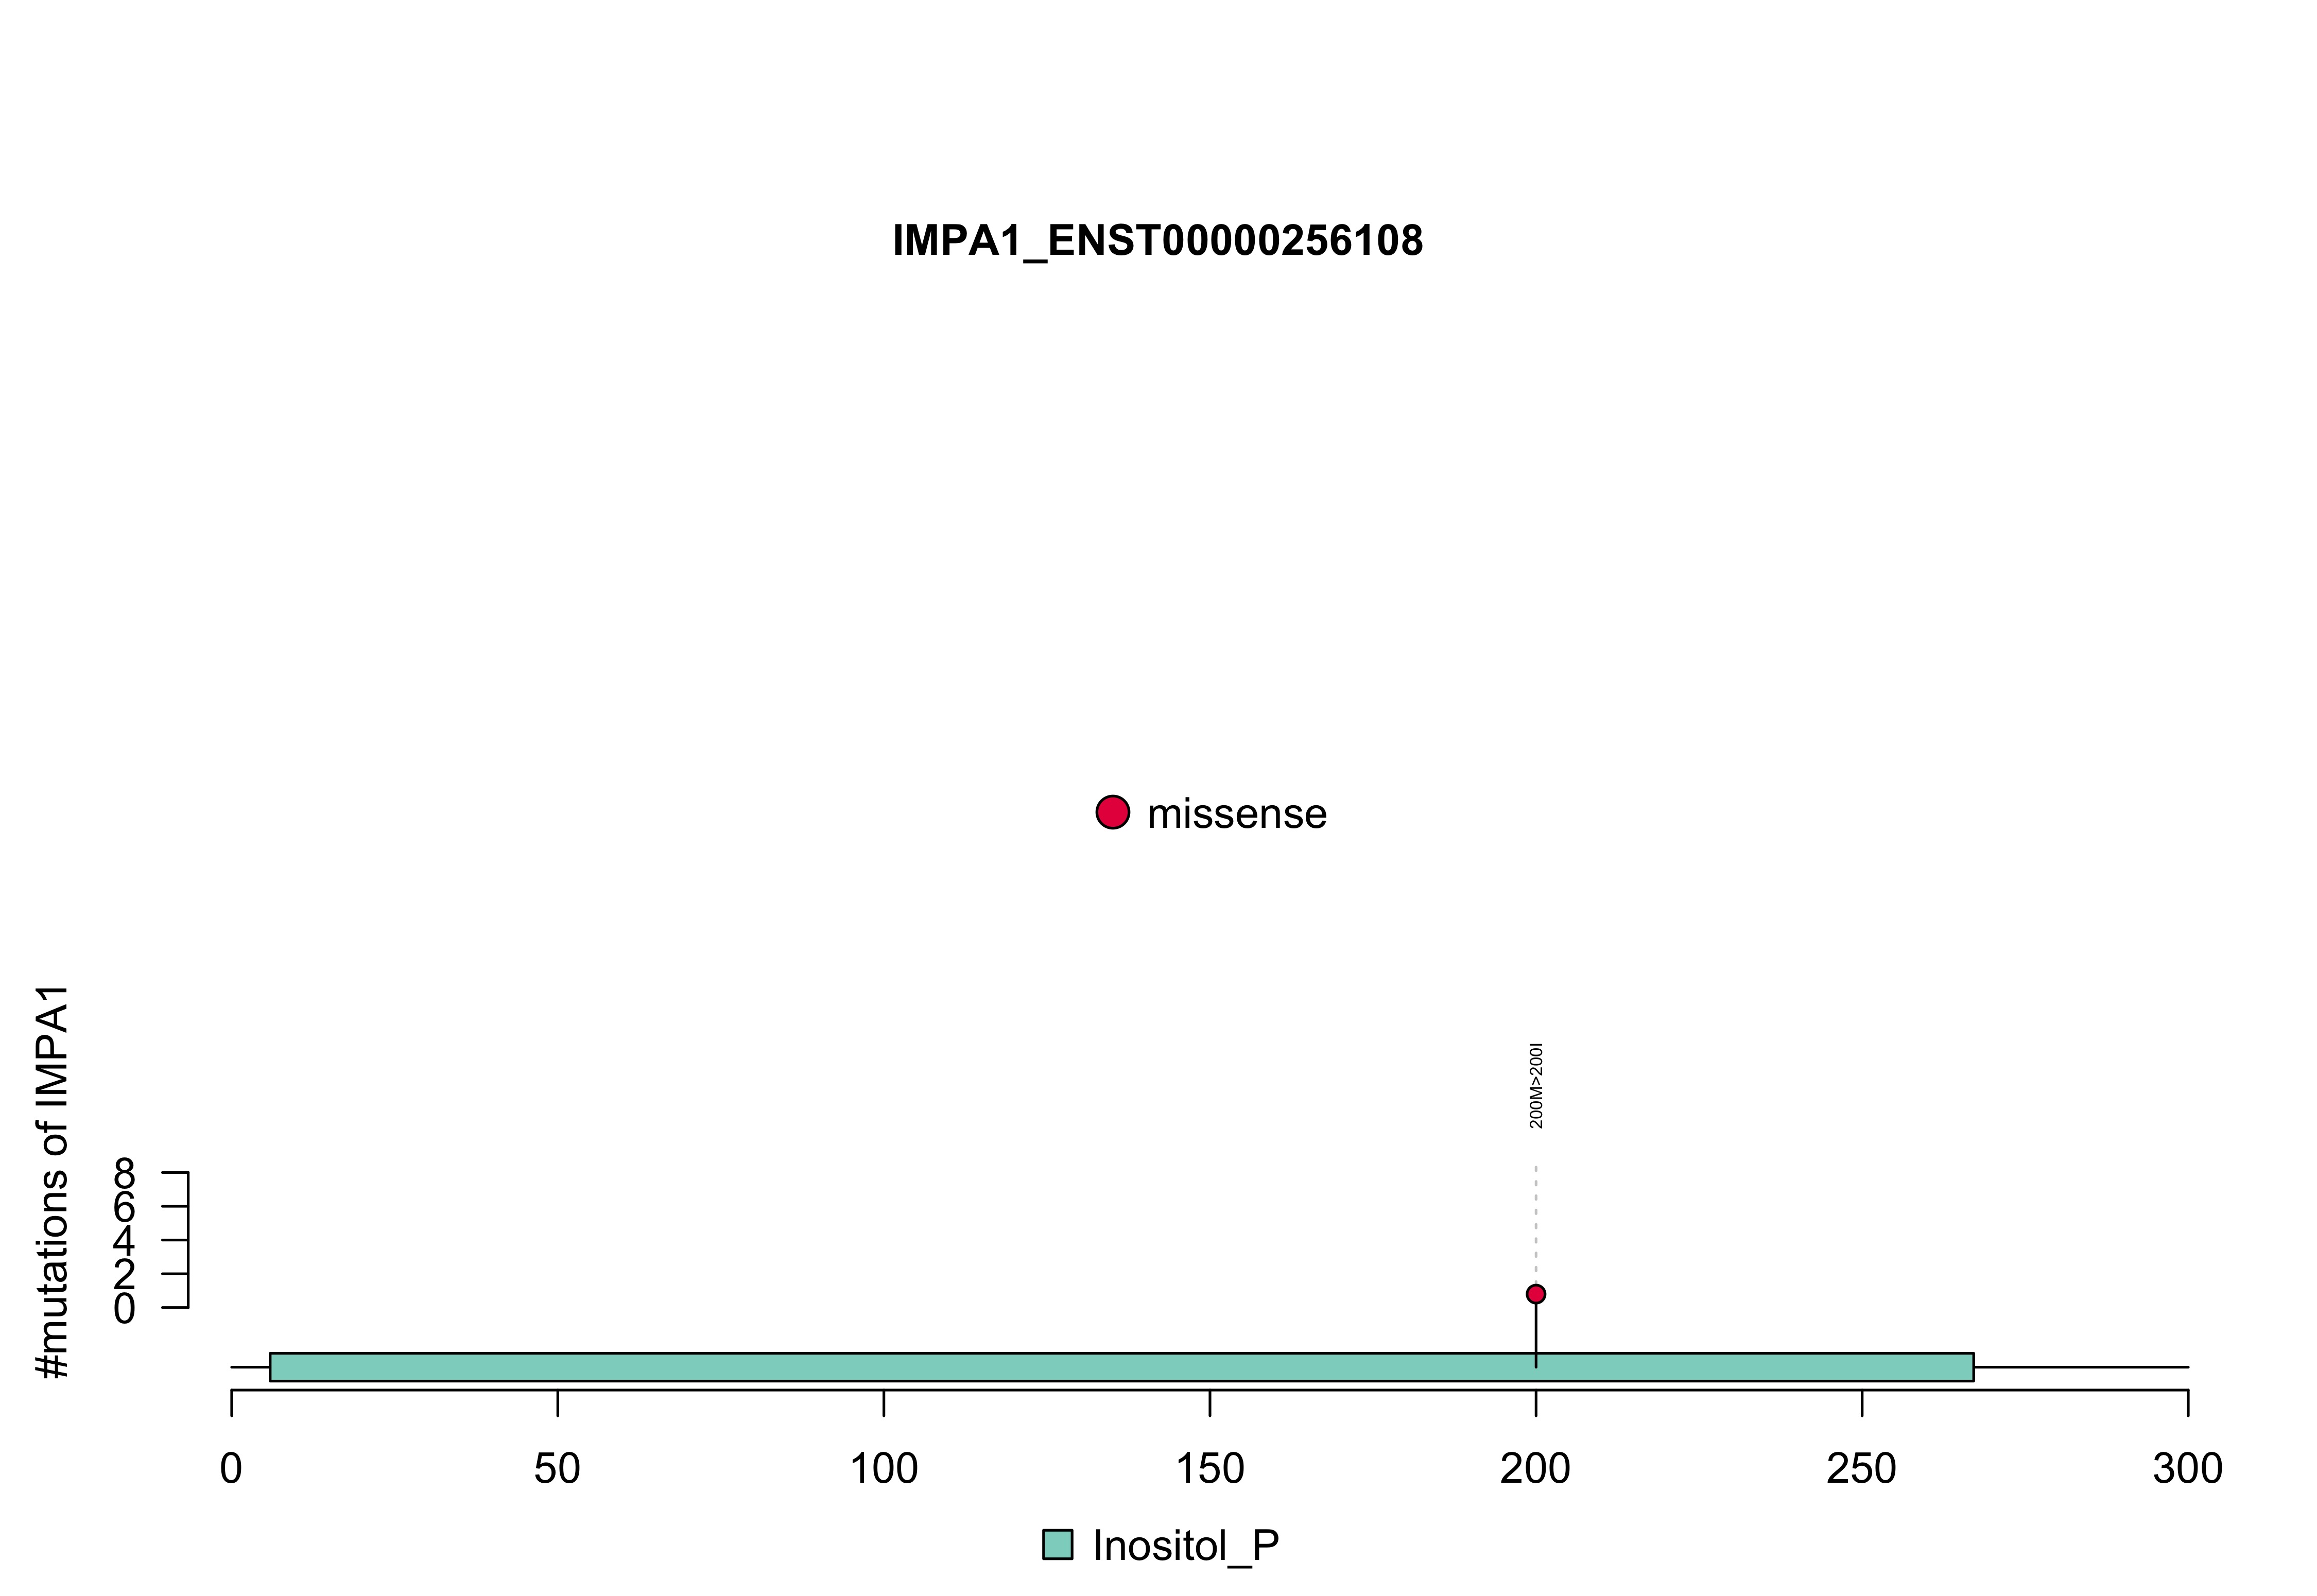 IMPA1_ENST00000256108
missense
#mutations of IMPA1
200M>200I
8
6
4
2
0
0 50 100 150 200 250 300
Inositol_P